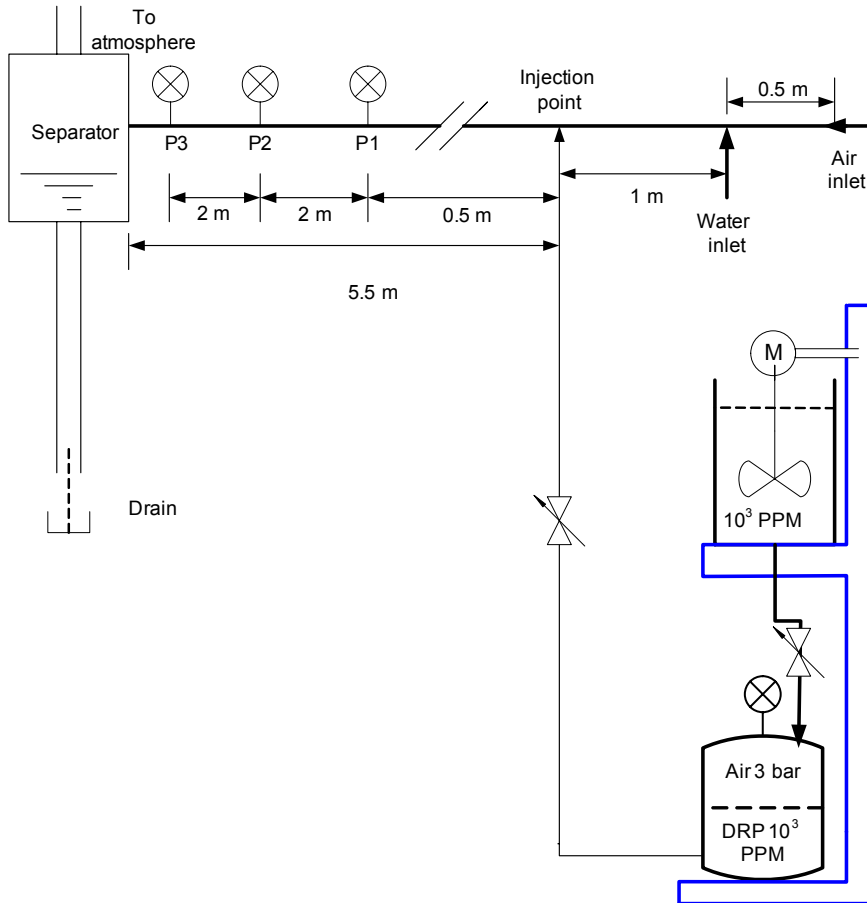 To
atmosphere
Injection
point
0.5 m
Separator
P3
P2
P1
Air
inlet
2 m
2 m
0.5 m
1 m
Water
inlet
5.5 m
M
Drain
10³ PPM
Air 3 bar
DRP 10³
PPM